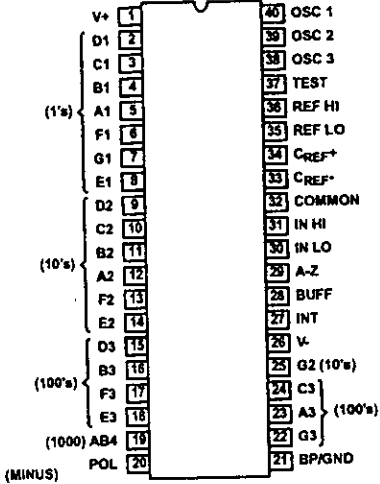 V+ 1 40 OSC 1
D1 2 39 OSC 2
C1 3 38 OSC 3
B1 4 37 TEST
(1's) A1 5 36 REF HI
F1 6 35 REF LO
G1 7 34 CREF+
E1 8 33 CREF-
D2 9 32 COMMON
C2 10 31 IN HI
B2 11 30 IN LO
(10's) A2 12 29 A-Z
F2 13 28 BUFF
E2 14 27 INT
D3 15 26 V-
B3 16 25 G2 (10's)
(100's) F3 17 24 C3
E3 18 23 A3 (100's)
(1000) AB4 19 22 G3
POL 20 21 BP/GND
(MINUS)